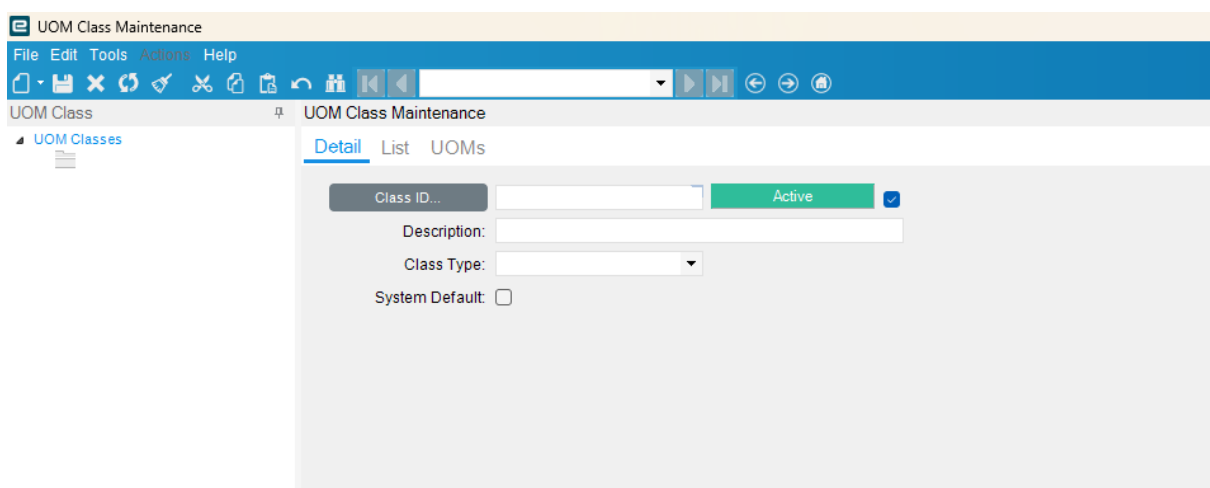 UOM Class Maintenance
File Edit Tools Actions Help
UOM Class
UOM Classes
UOM Class Maintenance
Detail List UOMs
Class ID... Active
Description:
Class Type:
System Default: